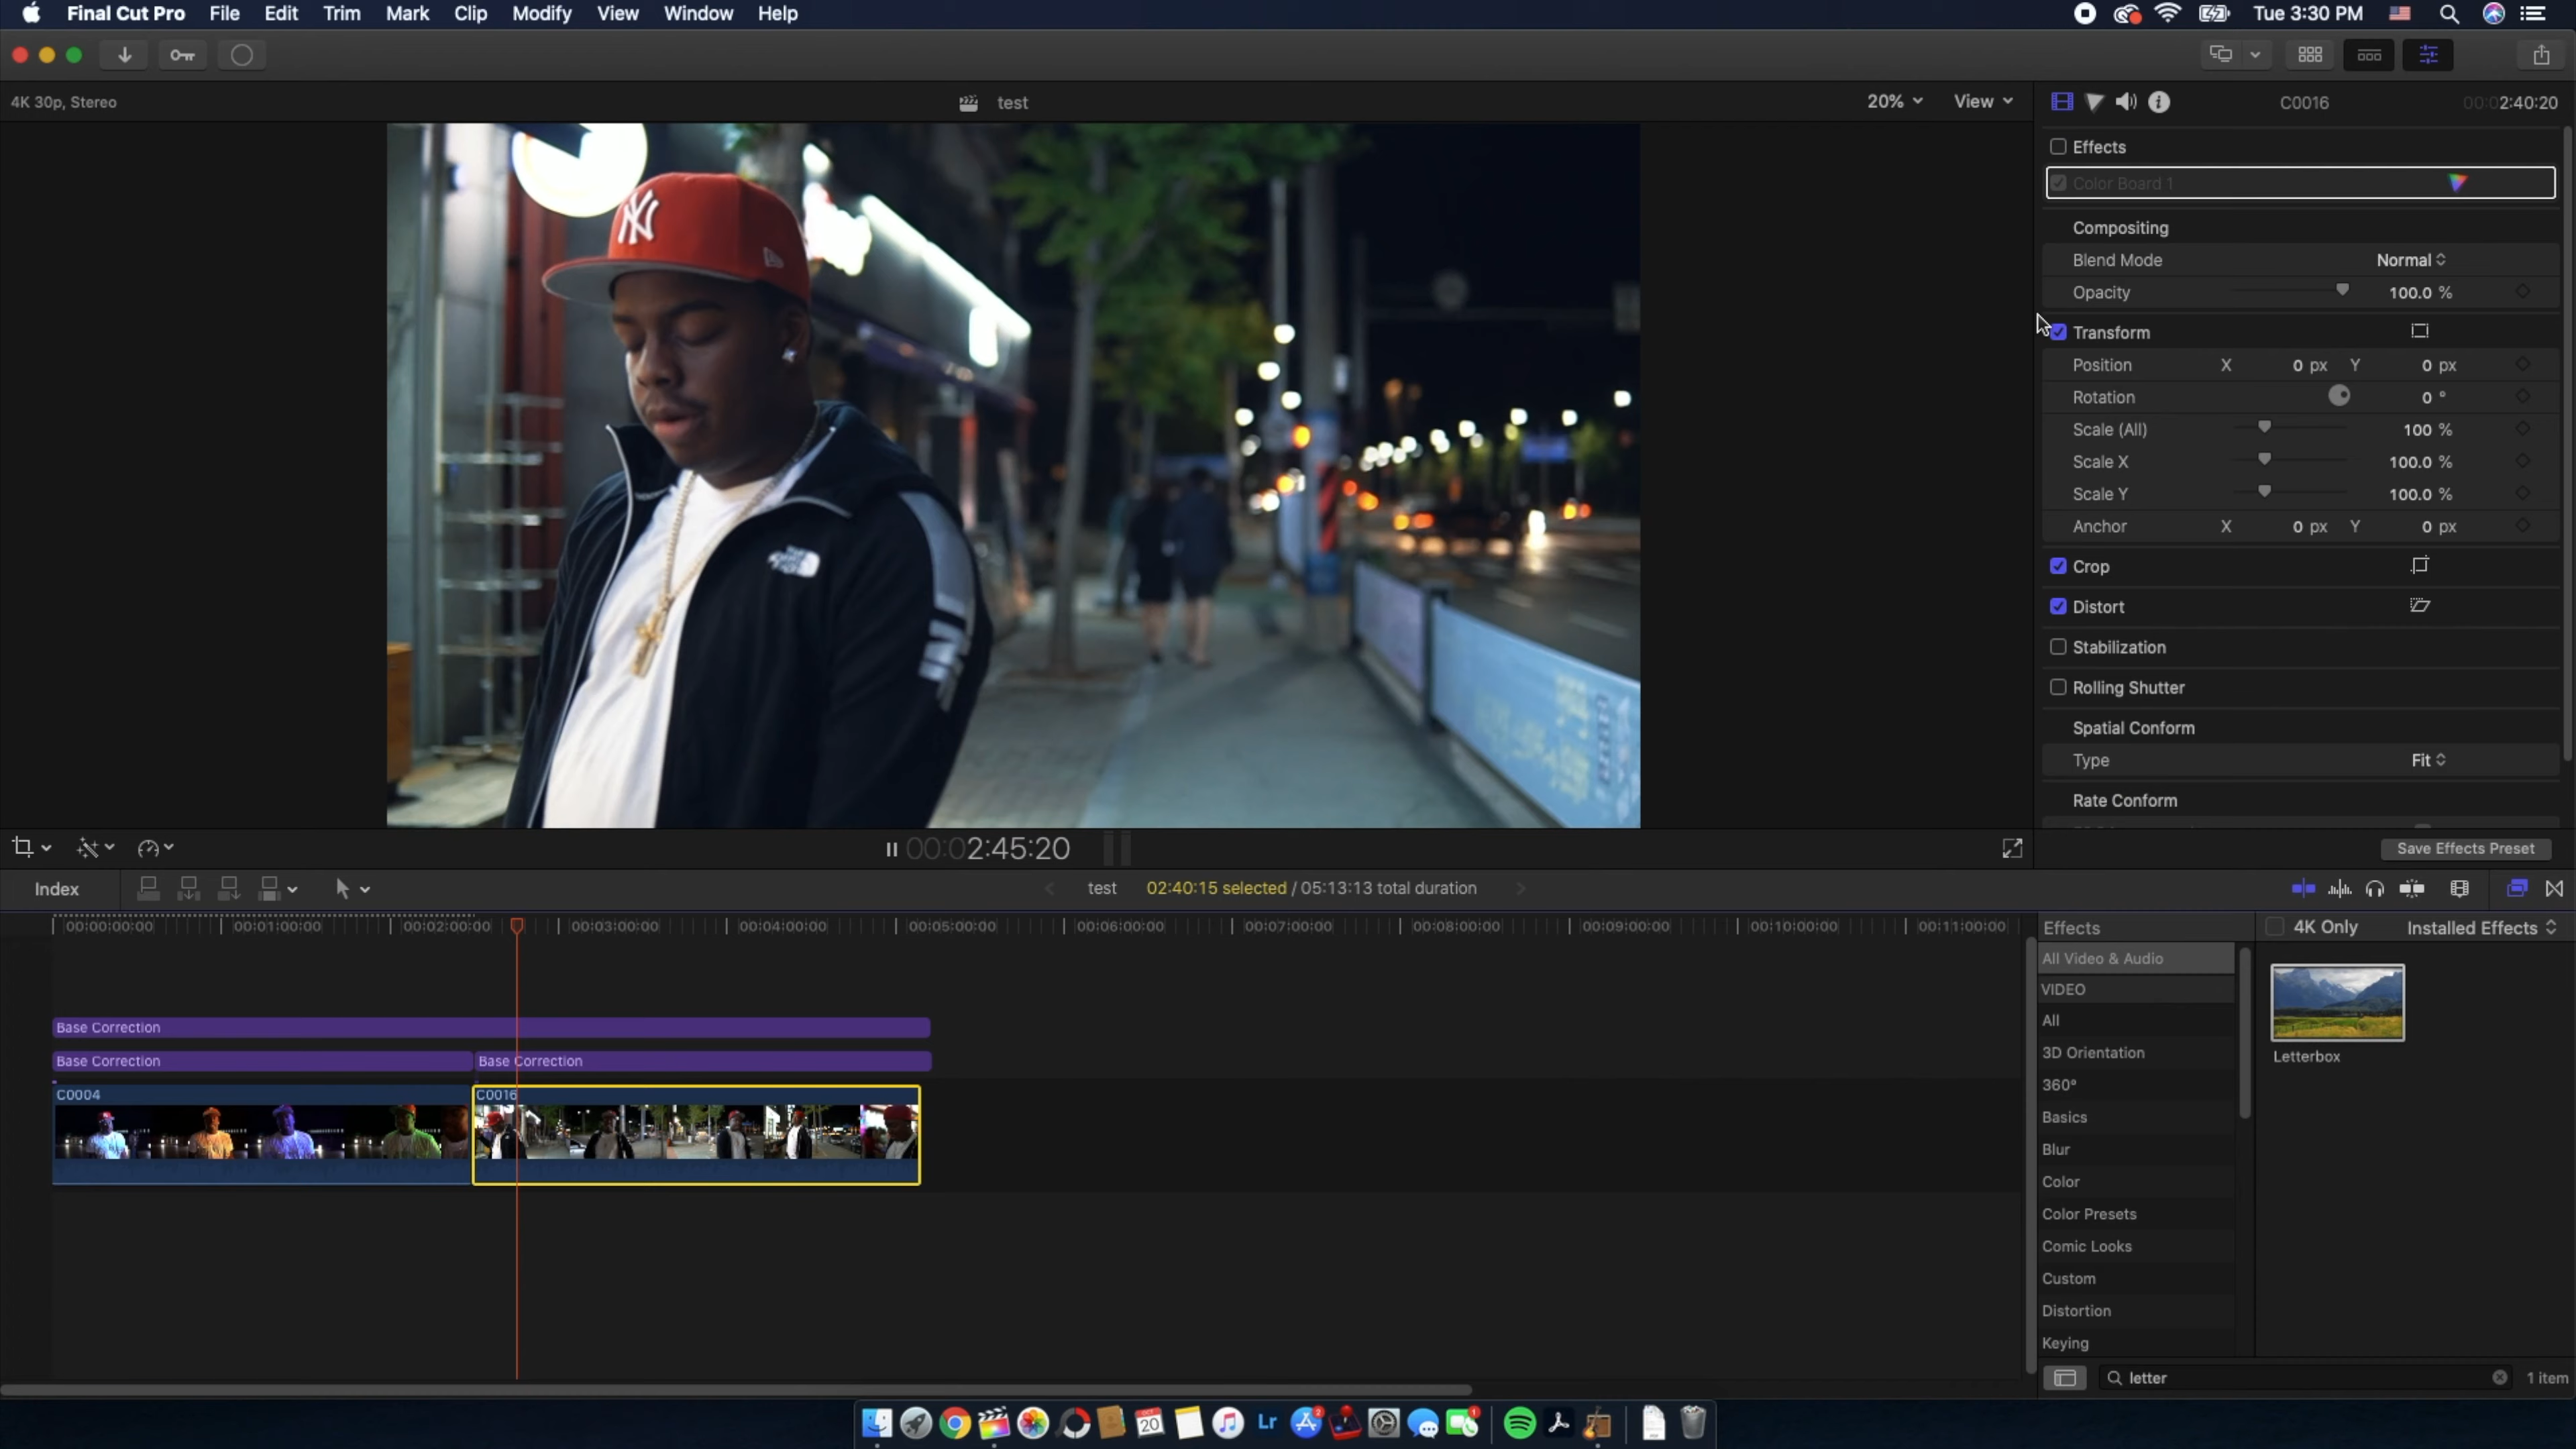 Final Cut Pro File Edit Trim Mark Clip Modify View Window Help Tue 3:30 PM
4K 30p, Stereo test 20% View C0016 00:02:40:20
Effects
Color Board 1
Compositing
Blend Mode Normal
Opacity 100.0 %
Transform
Position X 0 px Y 0 px
Rotation 0 °
Scale (All) 100 %
Scale X 100.0 %
Scale Y 100.0 %
Anchor X 0 px Y 0 px
Crop
Distort
Stabilization
Rolling Shutter
Spatial Conform
Type Fit
Rate Conform
NY
THE NORTH FACE
00:02:45:20 Save Effects Preset
Index test 02:40:15 selected / 05:13:13 total duration
00:00:00:00 00:01:00:00 00:02:00:00 00:03:00:00 00:04:00:00 00:05:00:00 00:06:00:00 00:07:00:00 00:08:00:00 00:09:00:00 00:10:00:00 00:11:00:00
Base Correction
Base Correction Base Correction
C0004 C0016
Effects 4K Only Installed Effects
All Video & Audio
VIDEO
All
3D Orientation
360°
Basics
Blur
Color
Color Presets
Comic Looks
Custom
Distortion
Keying
Letterbox
letter 1 item
OCT
20
Lr
2
1